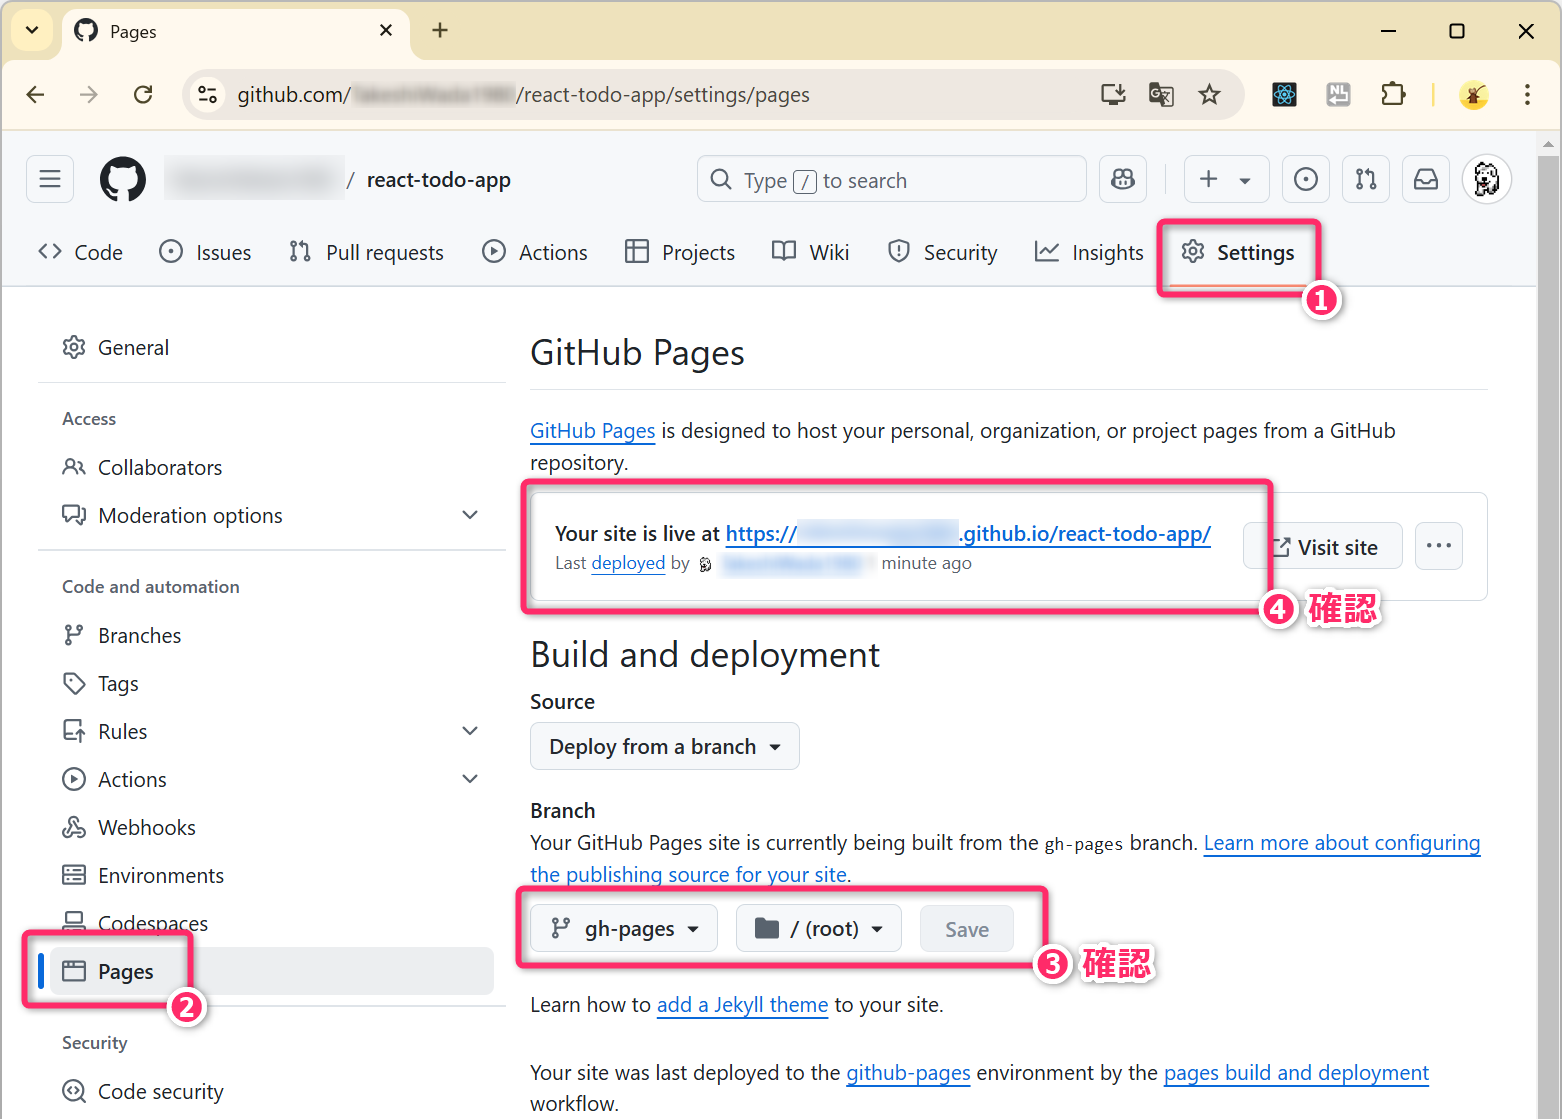 Pages
github.com/ /react-todo-app/settings/pages
NL
/ react-todo-app
Type / to search
Code
Issues
Pull requests
Actions
Projects
Wiki
Security
Insights
Settings
1
General
Access
Collaborators
Moderation options
Code and automation
Branches
Tags
Rules
Actions
Webhooks
Environments
Codespaces
Pages
2
Security
Code security
GitHub Pages
GitHub Pages is designed to host your personal, organization, or project pages from a GitHub
repository.
Your site is live at https:// .github.io/react-todo-app/
Last deployed by minute ago
Visit site
4 確認
Build and deployment
Source
Deploy from a branch
Branch
Your GitHub Pages site is currently being built from the gh-pages branch. Learn more about configuring
the publishing source for your site.
gh-pages
/ (root)
Save
3 確認
Learn how to add a Jekyll theme to your site.
Your site was last deployed to the github-pages environment by the pages build and deployment
workflow.